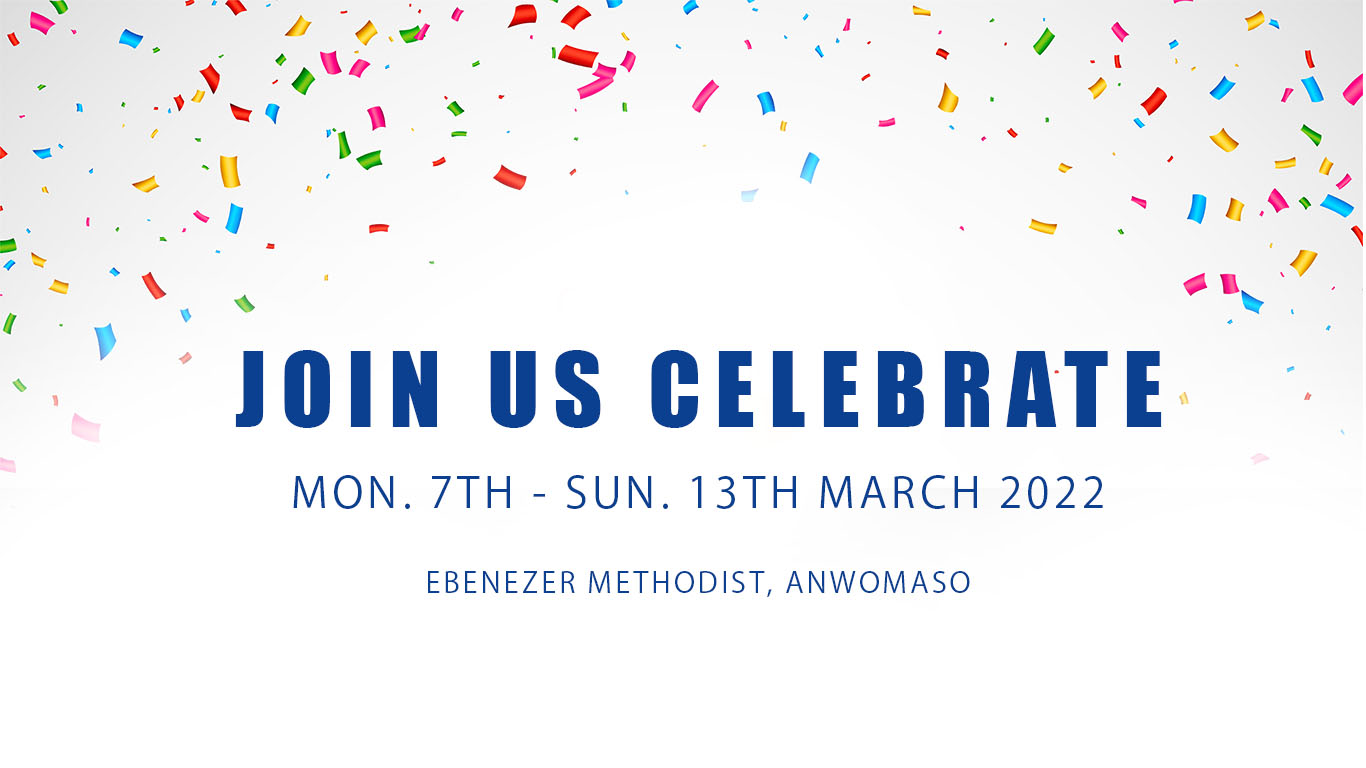 JOIN US CELEBRATE
MON. 7TH - SUN. 13TH MARCH 2022
EBENEZER METHODIST, ANWOMASO